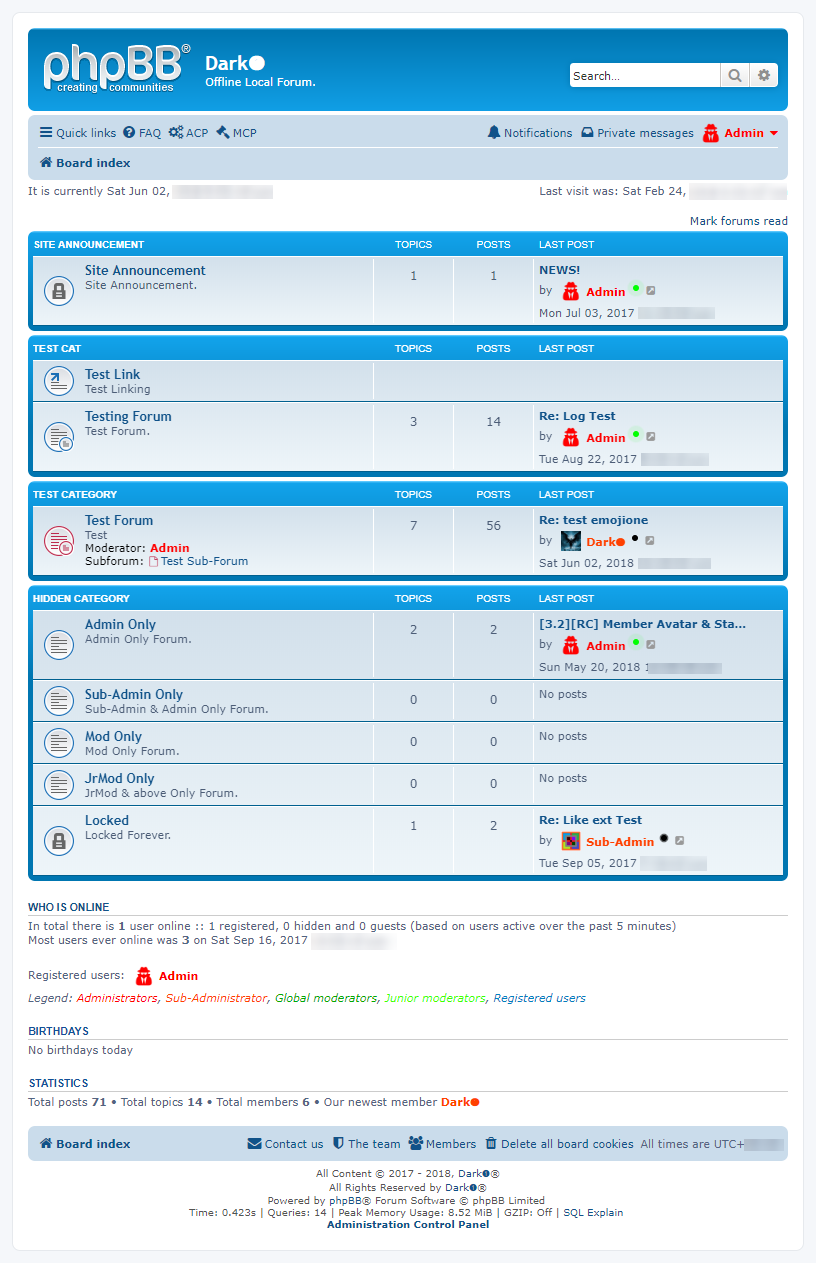 phpBB®
creating communities
Dark●
Offline Local Forum.
Search...
Quick links FAQ ACP MCP Notifications Private messages Admin
Board index
It is currently Sat Jun 02, Last visit was: Sat Feb 24,
Mark forums read
SITE ANNOUNCEMENT TOPICS POSTS LAST POST
Site Announcement 1 1 NEWS!
Site Announcement. by Admin
Mon Jul 03, 2017
TEST CAT TOPICS POSTS LAST POST
Test Link
Test Linking
Testing Forum 3 14 Re: Log Test
Test Forum. by Admin
Tue Aug 22, 2017
TEST CATEGORY TOPICS POSTS LAST POST
Test Forum 7 56 Re: test emojione
Test
Moderator: Admin by Dark●
Subforum: Test Sub-Forum Sat Jun 02, 2018
HIDDEN CATEGORY TOPICS POSTS LAST POST
Admin Only 2 2 [3.2][RC] Member Avatar & Sta...
Admin Only Forum. by Admin
Sun May 20, 2018
Sub-Admin Only 0 0 No posts
Sub-Admin & Admin Only Forum.
Mod Only 0 0 No posts
Mod Only Forum.
JrMod Only 0 0 No posts
JrMod & above Only Forum.
Locked 1 2 Re: Like ext Test
Locked Forever. by Sub-Admin
Tue Sep 05, 2017
WHO IS ONLINE
In total there is 1 user online :: 1 registered, 0 hidden and 0 guests (based on users active over the past 5 minutes)
Most users ever online was 3 on Sat Sep 16, 2017
Registered users: Admin
Legend: Administrators, Sub-Administrator, Global moderators, Junior moderators, Registered users
BIRTHDAYS
No birthdays today
STATISTICS
Total posts 71 • Total topics 14 • Total members 6 • Our newest member Dark●
Board index Contact us The team Members Delete all board cookies All times are UTC+
All Content © 2017 - 2018, Dark❶®
All Rights Reserved by Dark❶®
Powered by phpBB® Forum Software © phpBB Limited
Time: 0.423s | Queries: 14 | Peak Memory Usage: 8.52 MiB | GZIP: Off | SQL Explain
Administration Control Panel